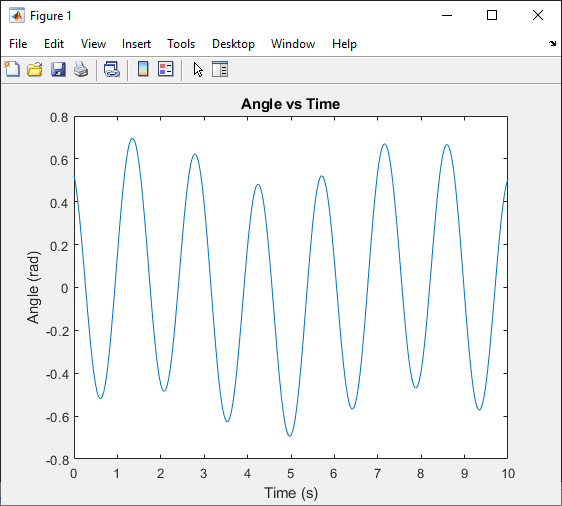 Figure 1
File Edit View Insert Tools Desktop Window Help
Angle vs Time
0.8
0.6
0.4
0.2
0
-0.2
-0.4
-0.6
-0.8
Angle (rad)
0 1 2 3 4 5 6 7 8 9 10
Time (s)